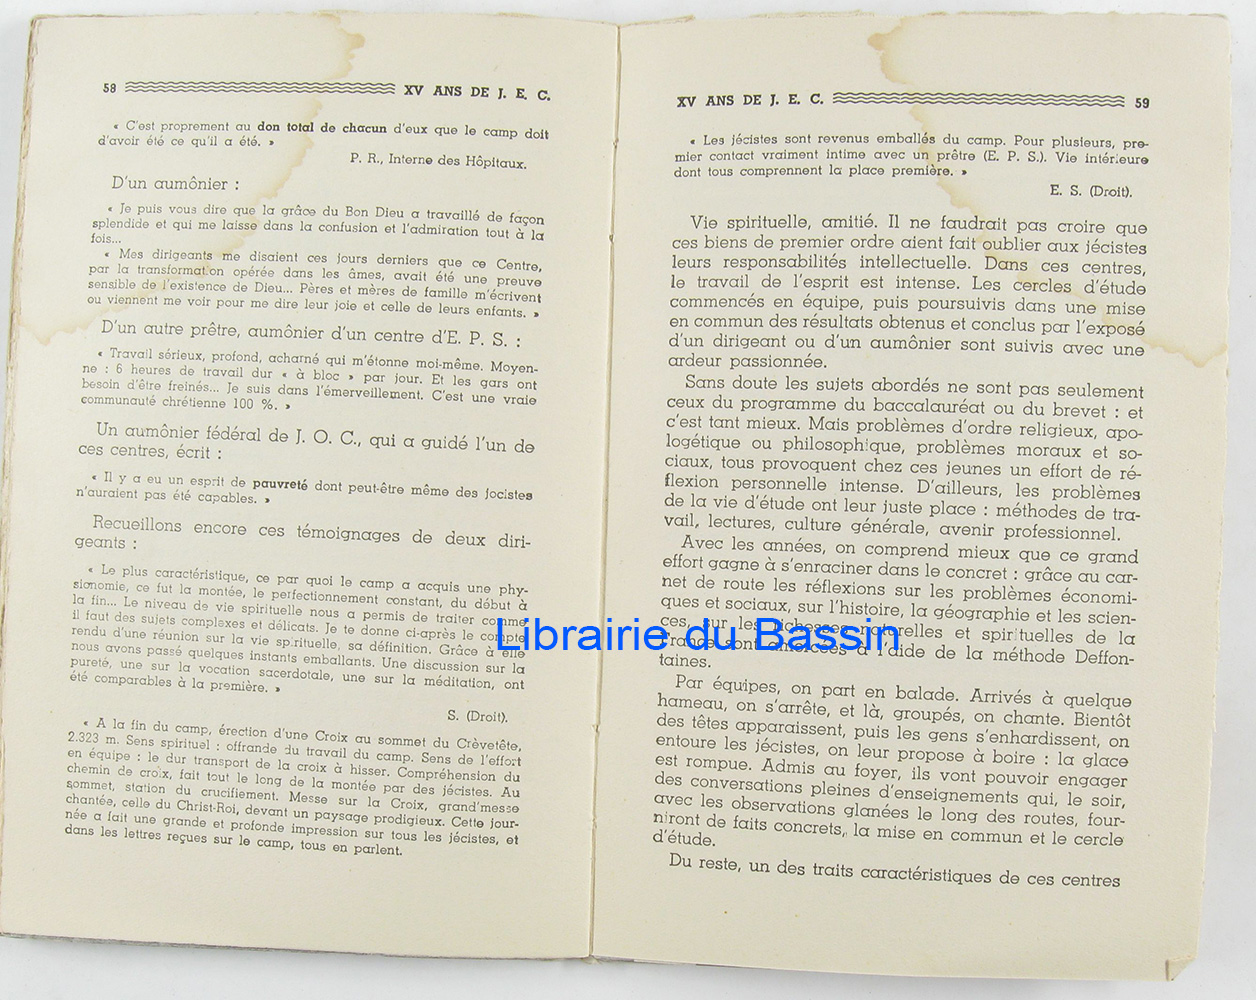 58 XV ANS DE J. E. C.
« C'est proprement au don total de chacun d'eux que le camp doit
d'avoir été ce qu'il a été. »
P. R., Interne des Hôpitaux.
D'un aumônier :
« Je puis vous dire que la grâce du Bon Dieu a travaillé de façon
splendide et qui me laisse dans la confusion et l'admiration tout à la
fois...
« Mes dirigeants me disaient ces jours derniers que ce Centre,
par la transformation opérée dans les âmes, avait été une preuve
sensible de l'existence de Dieu... Pères et mères de famille m'écrivent
ou viennent me voir pour me dire leur joie et celle de leurs enfants. »
D'un autre prêtre, aumônier d'un centre d'E. P. S. :
« Travail sérieux, profond, acharné qui m'étonne moi-même. Moyen-
ne : 6 heures de travail dur « à bloc » par jour. Et les gars ont
besoin d'être freinés... Je suis dans l'émerveillement. C'est une vraie
communauté chrétienne 100 %. »
Un aumônier fédéral de J. O. C., qui a guidé l'un de
ces centres, écrit :
« Il y a eu un esprit de pauvreté dont peut-être même des jocistes
n'auraient pas été capables. »
Recueillons encore ces témoignages de deux diri-
geants :
« Le plus caractéristique, ce par quoi le camp a acquis une phy-
sionomie, ce fut la montée, le perfectionnement constant, du début à
la fin... Le niveau de vie spirituelle nous a permis de traiter comme
il faut des sujets complexes et délicats. Je te donne ci-après le compte
rendu d'une réunion sur la vie spirituelle, sa définition. Grâce à elle
nous avons passé quelques instants emballants. Une discussion sur la
pureté, une sur la vocation sacerdotale, une sur la méditation, ont
été comparables à la première. »
S. (Droit).
« A la fin du camp, érection d'une Croix au sommet du Crèvetête,
2.323 m. Sens spirituel : offrande du travail du camp. Sens de l'effort
en équipe : le dur transport de la croix à hisser. Compréhension du
chemin de croix, fait tout le long de la montée par des jécistes. Au
sommet, station du crucifiement. Messe sur la Croix, grand'messe
chantée, celle du Christ-Roi, devant un paysage prodigieux. Cette jour-
née a fait une grande et profonde impression sur tous les jécistes, et
dans les lettres reçues sur le camp, tous en parlent.
XV ANS DE J. E. C. 59
« Les jécistes sont revenus emballés du camp. Pour plusieurs, pre-
mier contact vraiment intime avec un prêtre (E. P. S.). Vie intérieure
dont tous comprennent la place première. »
E. S. (Droit).
Vie spirituelle, amitié. Il ne faudrait pas croire que
ces biens de premier ordre aient fait oublier aux jécistes
leurs responsabilités intellectuelle. Dans ces centres,
le travail de l'esprit est intense. Les cercles d'étude
commencés en équipe, puis poursuivis dans une mise
en commun des résultats obtenus et conclus par l'exposé
d'un dirigeant ou d'un aumônier sont suivis avec une
ardeur passionnée.
Sans doute les sujets abordés ne sont pas seulement
ceux du programme du baccalauréat ou du brevet : et
c'est tant mieux. Mais problèmes d'ordre religieux, apo-
logétique ou philosophique, problèmes moraux et so-
ciaux, tous provoquent chez ces jeunes un effort de ré-
flexion personnelle intense. D'ailleurs, les problèmes
de la vie d'étude ont leur juste place : méthodes de tra-
vail, lectures, culture générale, avenir professionnel.
Avec les années, on comprend mieux que ce grand
effort gagne à s'enraciner dans le concret : grâce au car-
net de route les réflexions sur les problèmes économi-
ques et sociaux, sur l'histoire, la géographie et les scien-
ces, sur les richesses naturelles et spirituelles de la
France sont amorcées à l'aide de la méthode Deffon-
taines.
Par équipes, on part en balade. Arrivés à quelque
hameau, on s'arrête, et là, groupés, on chante. Bientôt
des têtes apparaissent, puis les gens s'enhardissent, on
entoure les jécistes, on leur propose à boire : la glace
est rompue. Admis au foyer, ils vont pouvoir engager
des conversations pleines d'enseignements qui, le soir,
avec les observations glanées le long des routes, four-
niront de faits concrets, la mise en commun et le cercle
d'étude.
Du reste, un des traits caractéristiques de ces centres
Librairie du Bassin